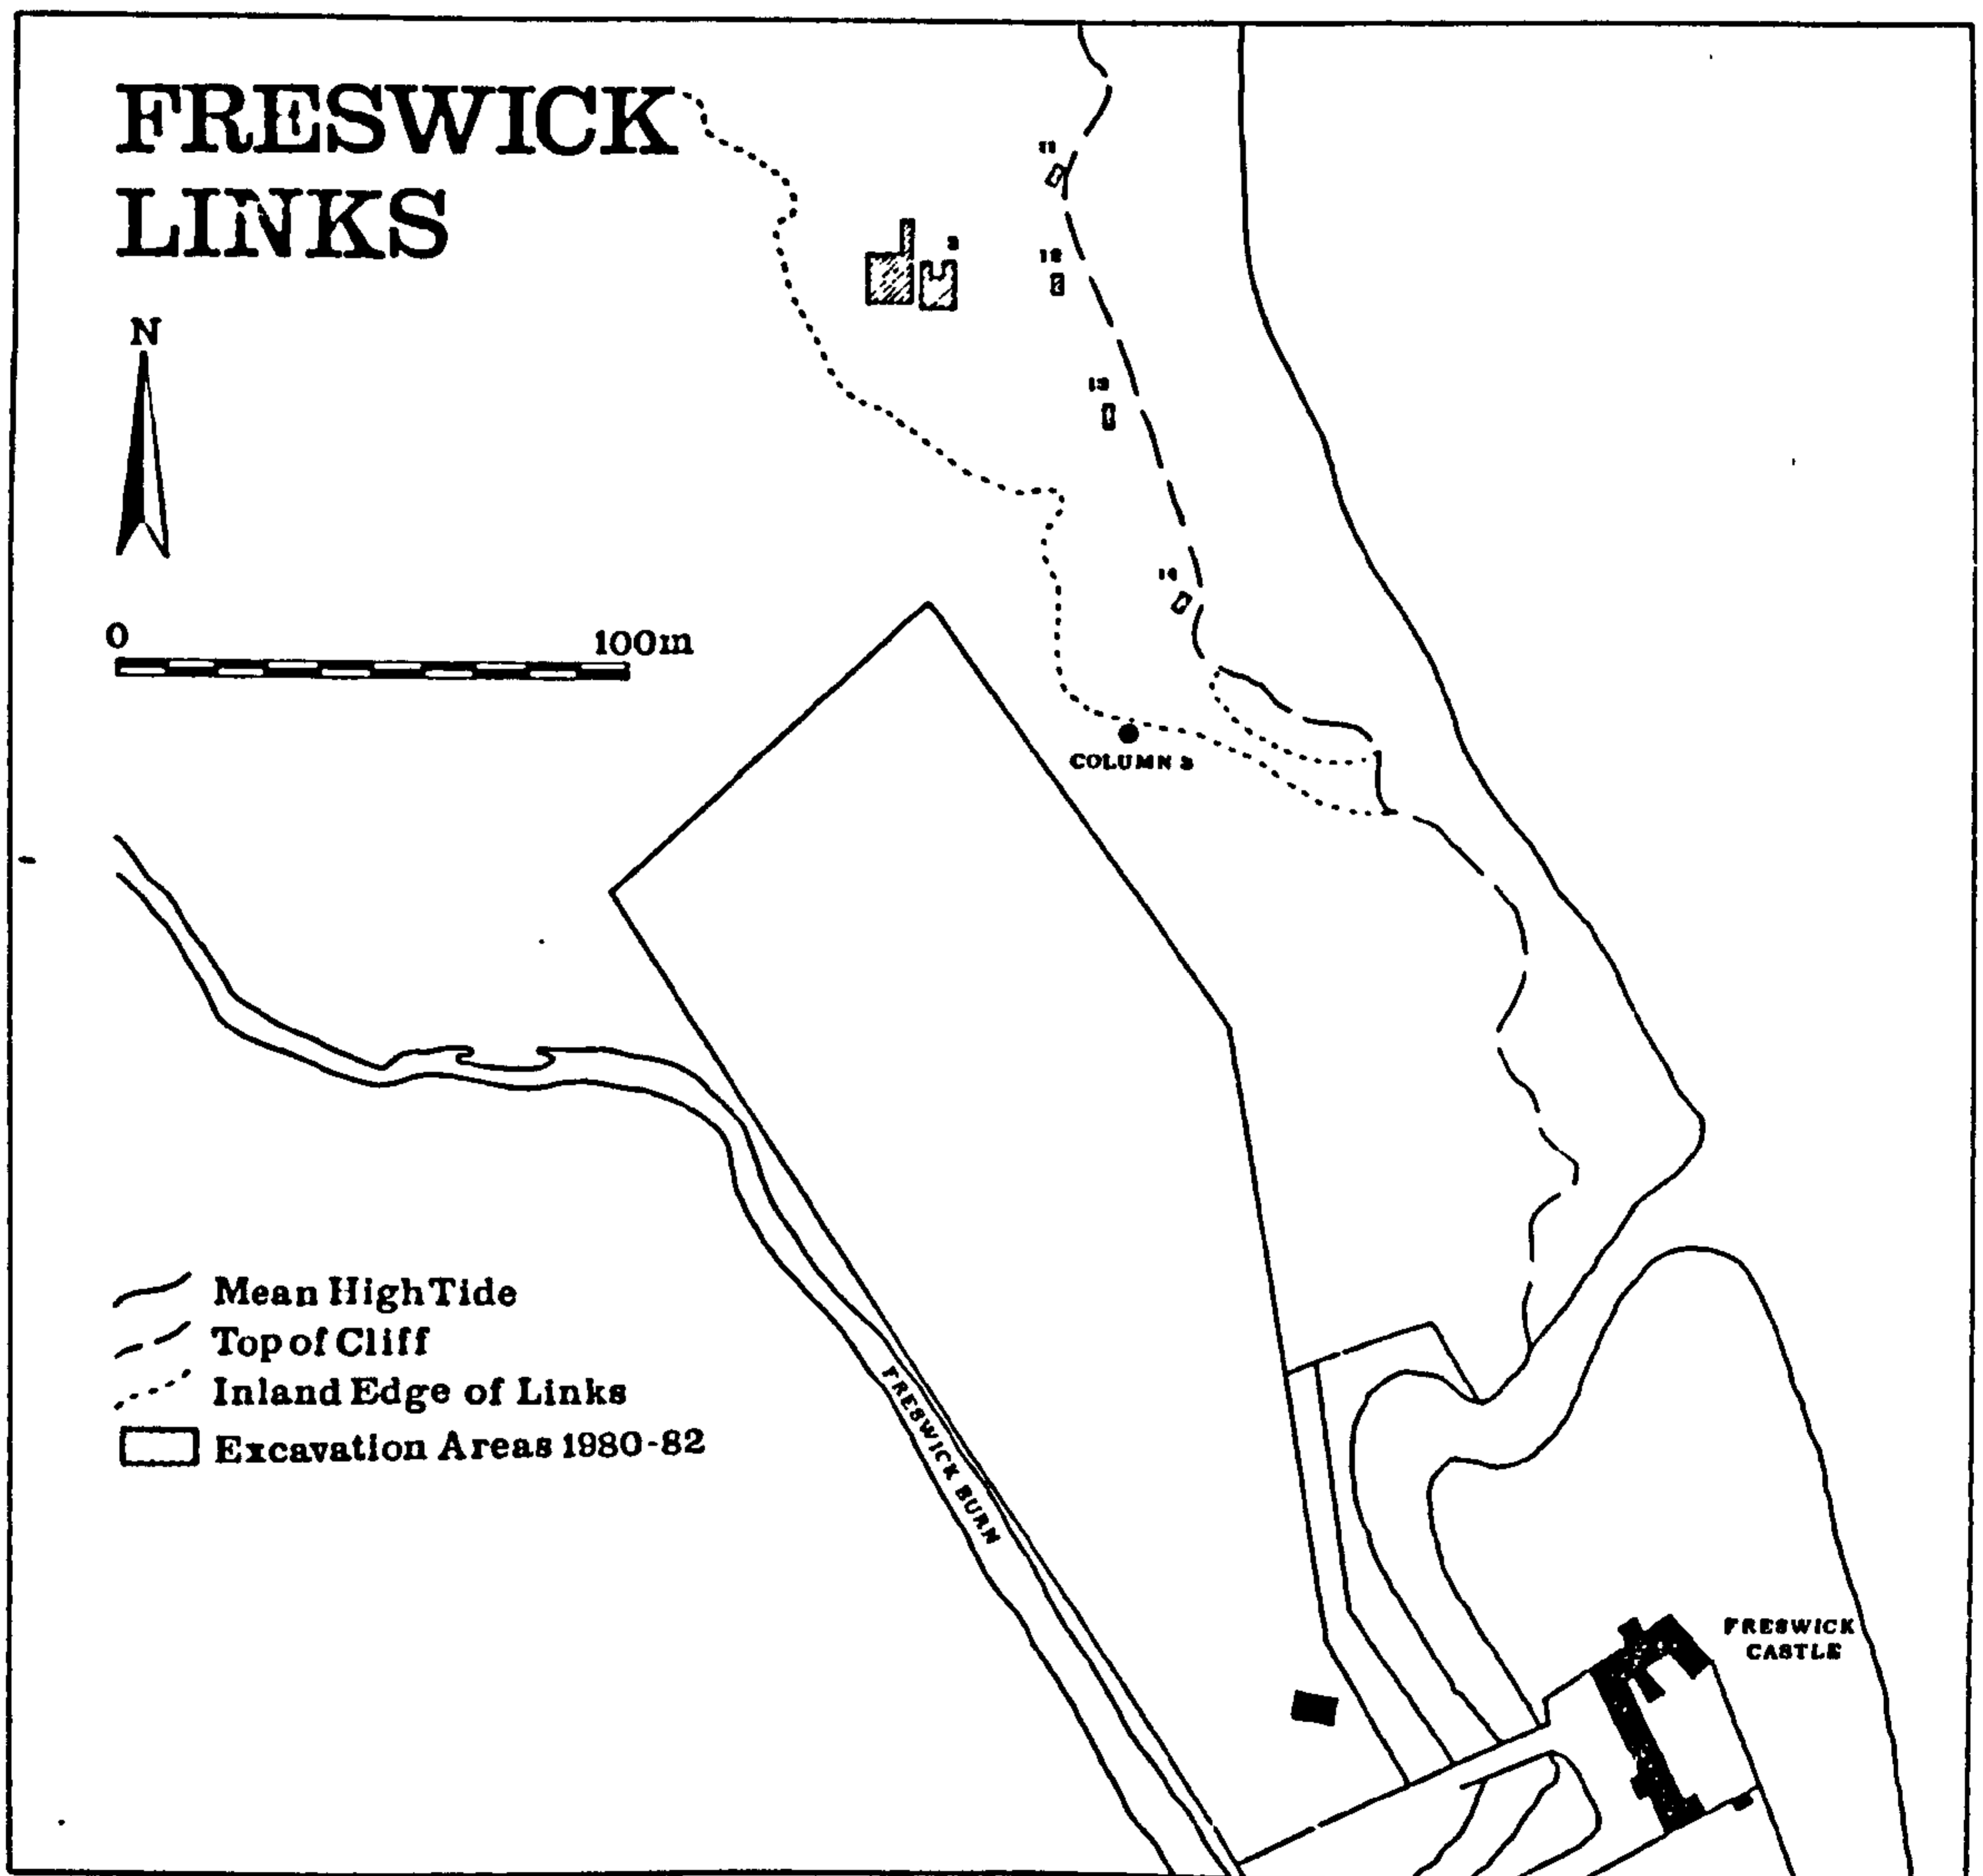 FRESWICK
LINKS
N
0 100m
11
12
13
14
COLUMN 3
Mean High Tide
Top of Cliff
Inland Edge of Links
Excavation Areas 1980-82
FRESWICK BURN
FRESWICK
CASTLE